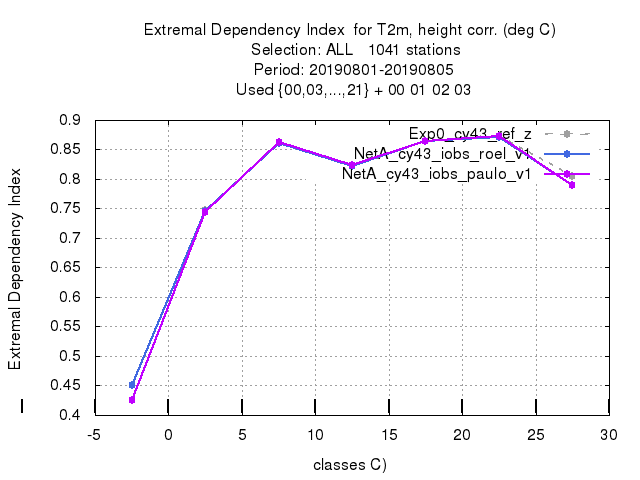 Extremal Dependency Index  for T2m, height corr. (deg C)
Selection: ALL   1041 stations
Period: 20190801-20190805
Used {00,03,...,21} + 00 01 02 03
Exp0_cy43_ref_z
NetA_cy43_iobs_roel_v1
NetA_cy43_iobs_paulo_v1
0.9
0.85
0.8
0.75
0.7
0.65
0.6
0.55
0.5
0.45
0.4
Extremal Dependency Index
-5 0 5 10 15 20 25 30
classes C)